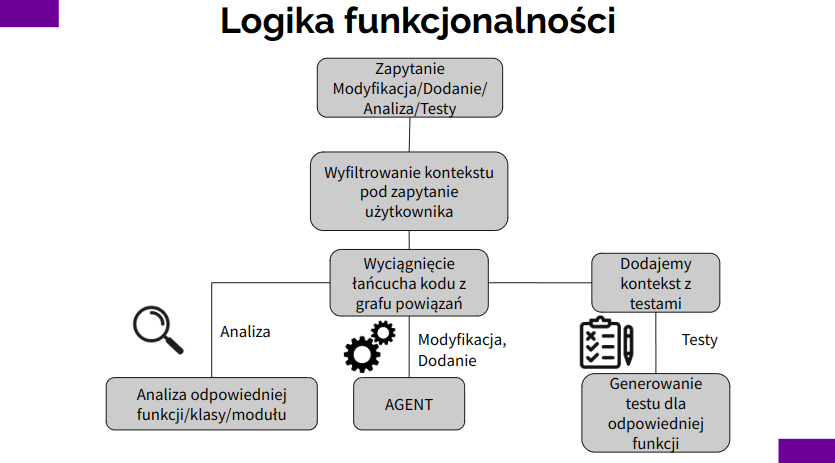 Logika funkcjonalności
Zapytanie
Modyfikacja/Dodanie/
Analiza/Testy
Wyfiltrowanie kontekstu
pod zapytanie
użytkownika
Wyciągnięcie
łańcucha kodu z
grafu powiązań
Dodajemy
kontekst z
testami
Analiza
Modyfikacja,
Dodanie
Testy
Analiza odpowiedniej
funkcji/klasy/modułu
AGENT
Generowanie
testu dla
odpowiedniej
funkcji